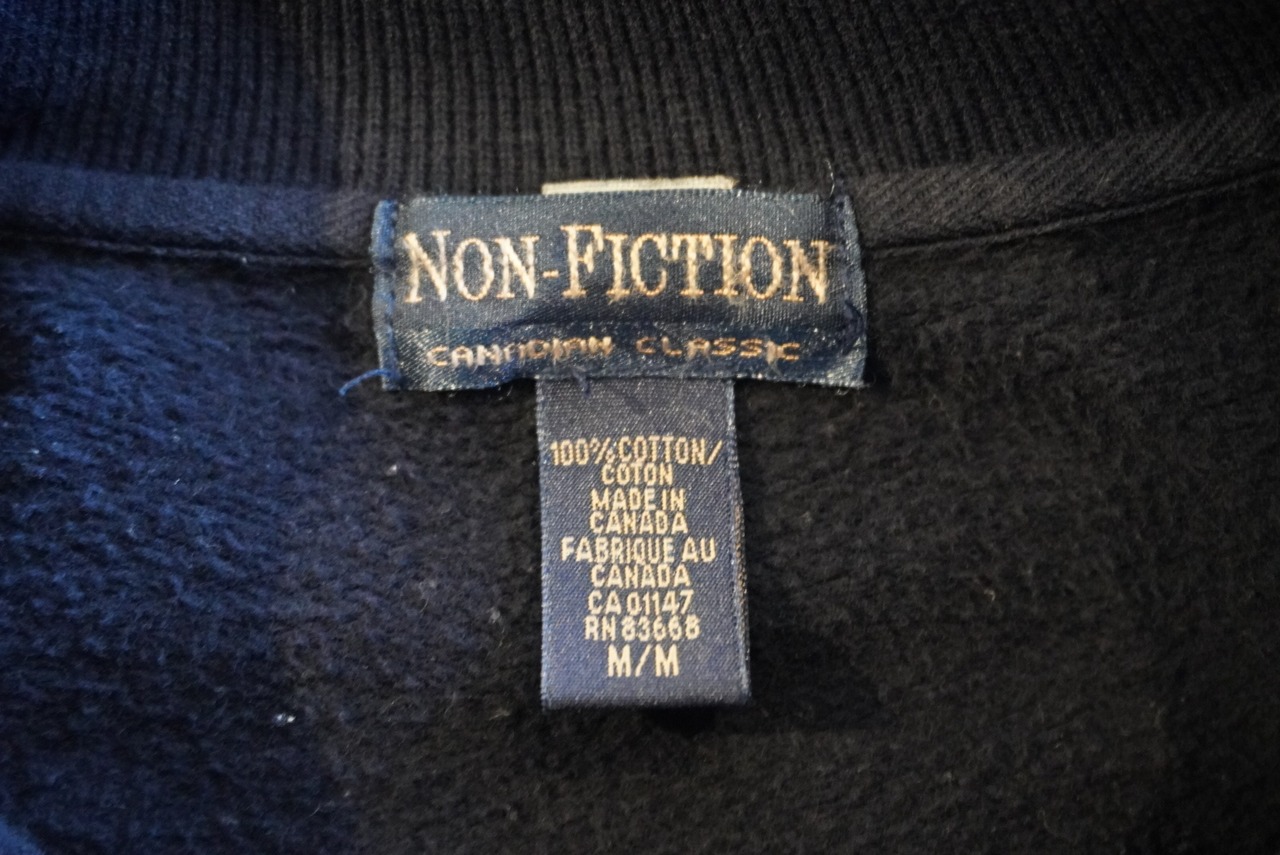 NON-FICTION
CANADIAN CLASSIC
100% COTTON/
COTON
MADE IN
CANADA
FABRIQUE AU
CANADA
CA 01147
RN 83668
M/M